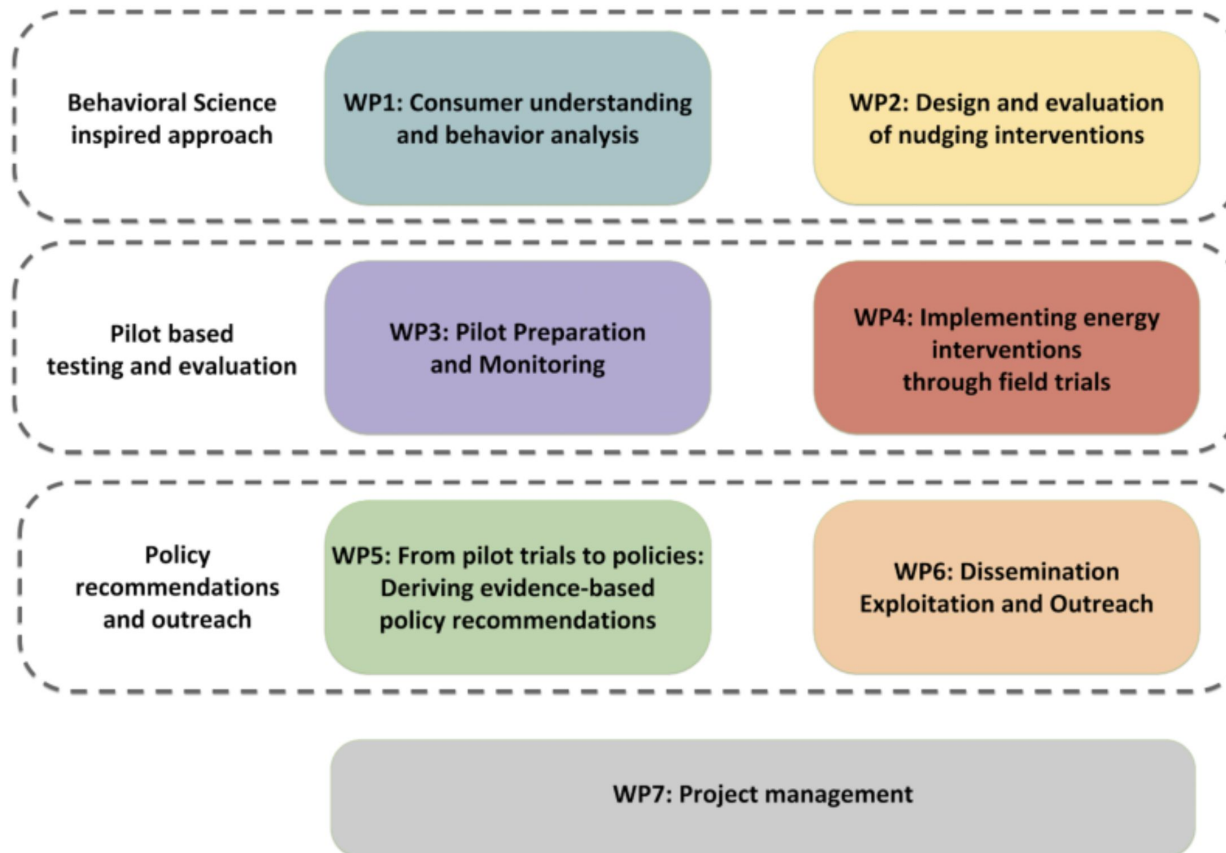 Behavioral Science
inspired approach
WP1: Consumer understanding
and behavior analysis
WP2: Design and evaluation
of nudging interventions
Pilot based
testing and evaluation
WP3: Pilot Preparation
and Monitoring
WP4: Implementing energy
interventions
through field trials
Policy
recommendations
and outreach
WP5: From pilot trials to policies:
Deriving evidence-based
policy recommendations
WP6: Dissemination
Exploitation and Outreach
WP7: Project management